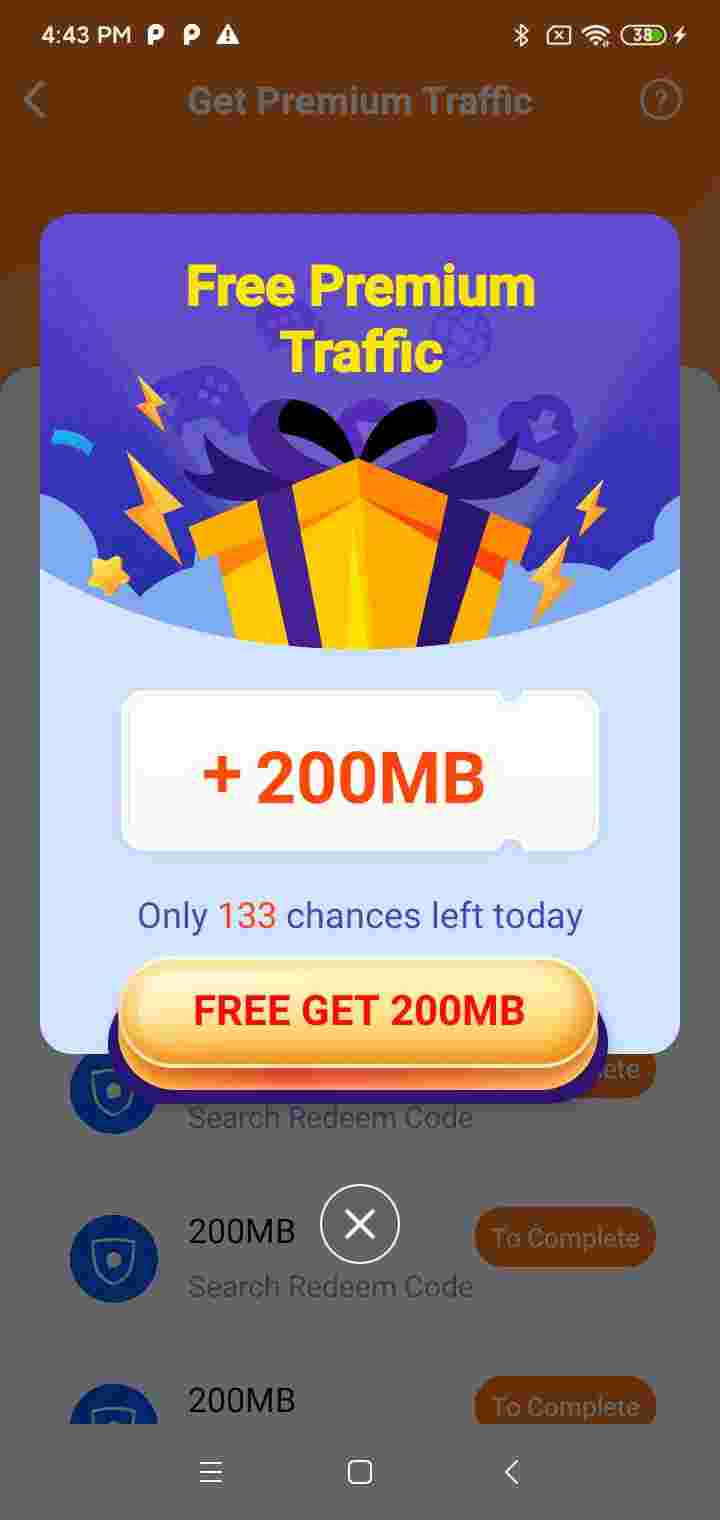 4:43 PM
38
Get Premium Traffic
?
Free Premium
Traffic
+ 200MB
Only 133 chances left today
FREE GET 200MB
ete
Search Redeem Code
200MB
To Complete
Search Redeem Code
200MB
To Complete